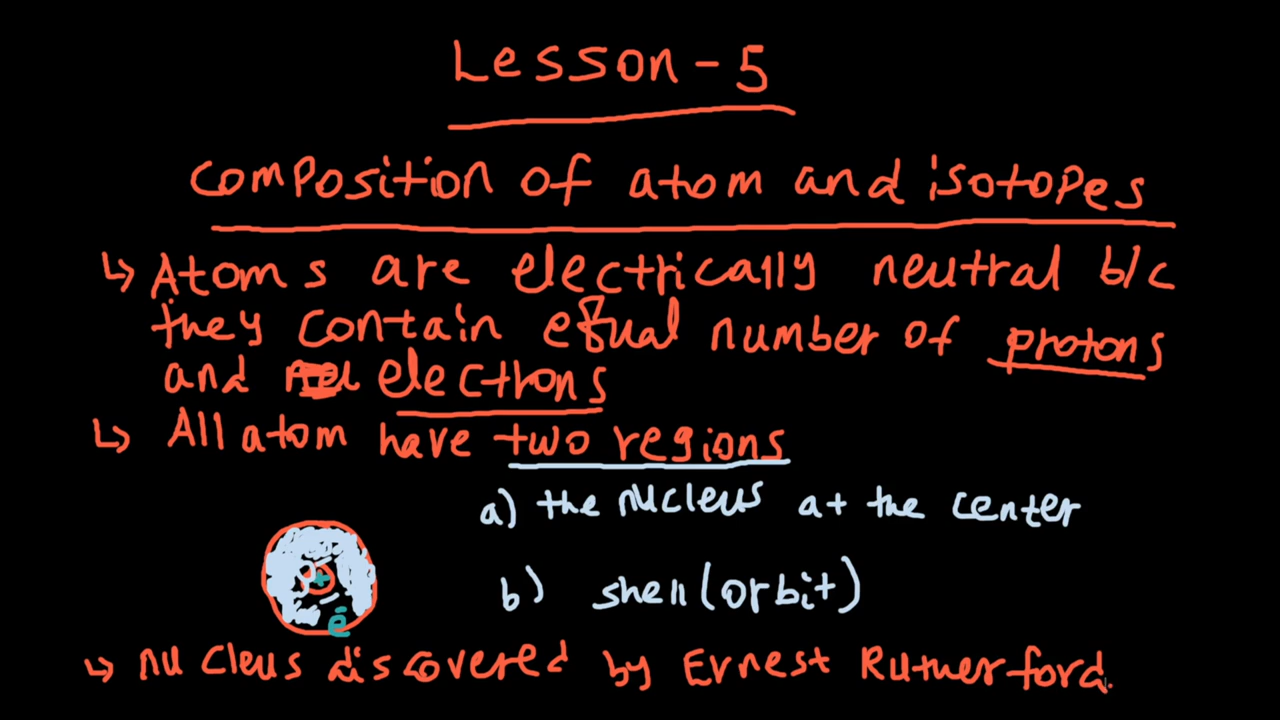 Lesson - 5
composition of atom and isotopes
↳ Atoms are electrically neutral b/c
they contain equal number of protons
and electrons
↳ All atom have two regions
a) the nucleus at the center
b) shell (orbit)
+
ē
↳ nucleus discovered by Ernest Rutherford.